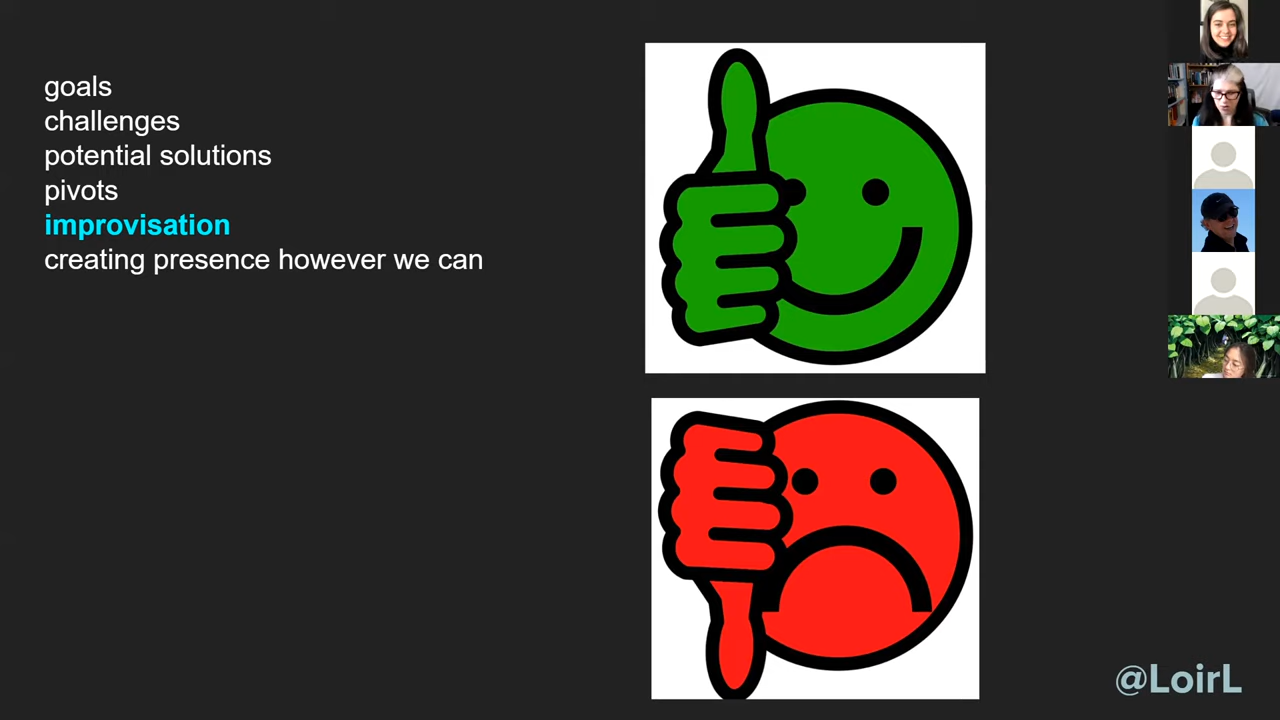 goals
challenges
potential solutions
pivots
improvisation
creating presence however we can
@LoirL